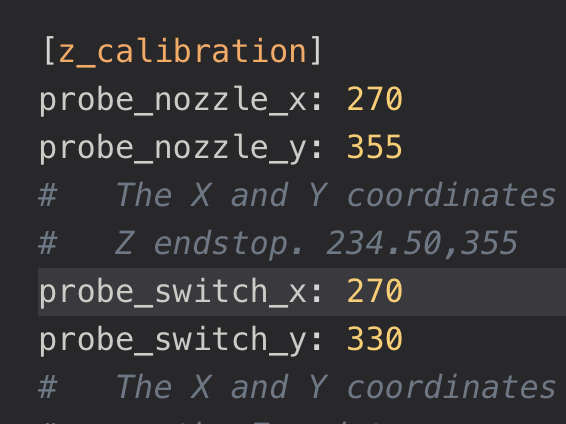 [z_calibration]
probe_nozzle_x: 270
probe_nozzle_y: 355
#   The X and Y coordinates
#   Z endstop. 234.50,355
probe_switch_x: 270
probe_switch_y: 330
#   The X and Y coordinates